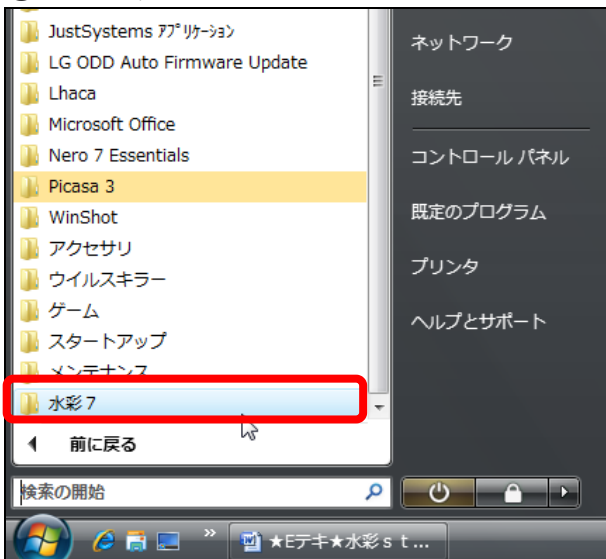 JustSystems ｱﾌﾟﾘｹｰｼｮﾝ
LG ODD Auto Firmware Update
Lhaca
Microsoft Office
Nero 7 Essentials
Picasa 3
WinShot
アクセサリ
ウイルスキラー
ゲーム
スタートアップ
メンテナンス
水彩７
前に戻る
検索の開始
ネットワーク
接続先
コントロール パネル
既定のプログラム
プリンタ
ヘルプとサポート
★Eテキ★水彩ｓｔ...